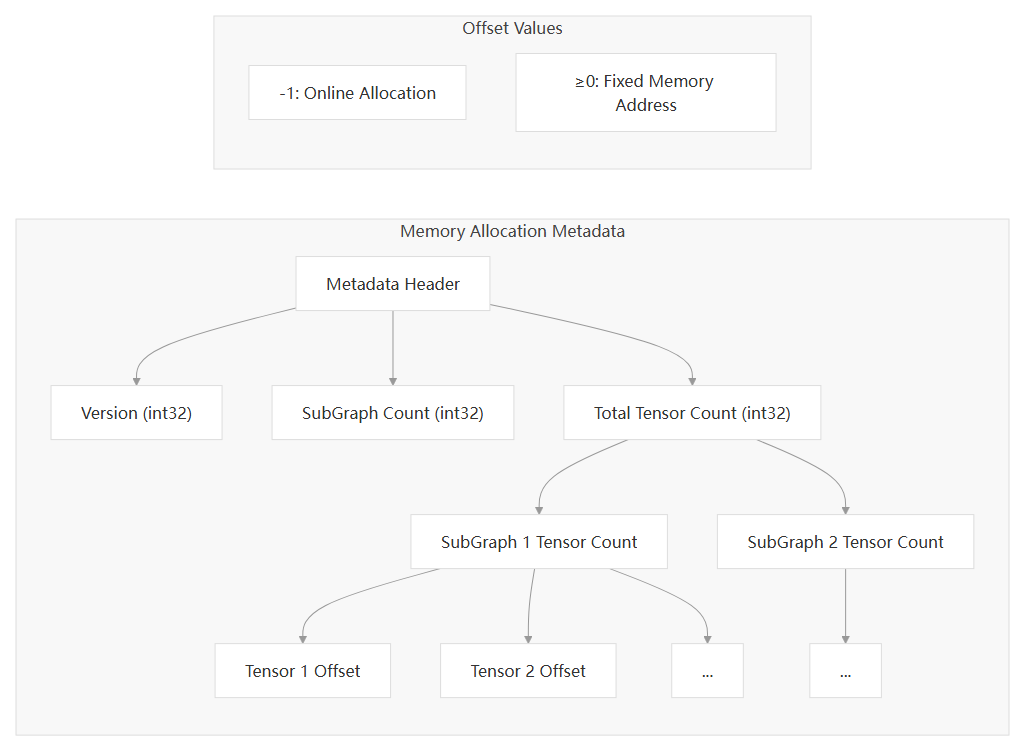 Offset Values
-1: Online Allocation
≥0: Fixed Memory
Address
Memory Allocation Metadata
Metadata Header
Version (int32)
SubGraph Count (int32)
Total Tensor Count (int32)
SubGraph 1 Tensor Count
SubGraph 2 Tensor Count
Tensor 1 Offset
Tensor 2 Offset
...
...